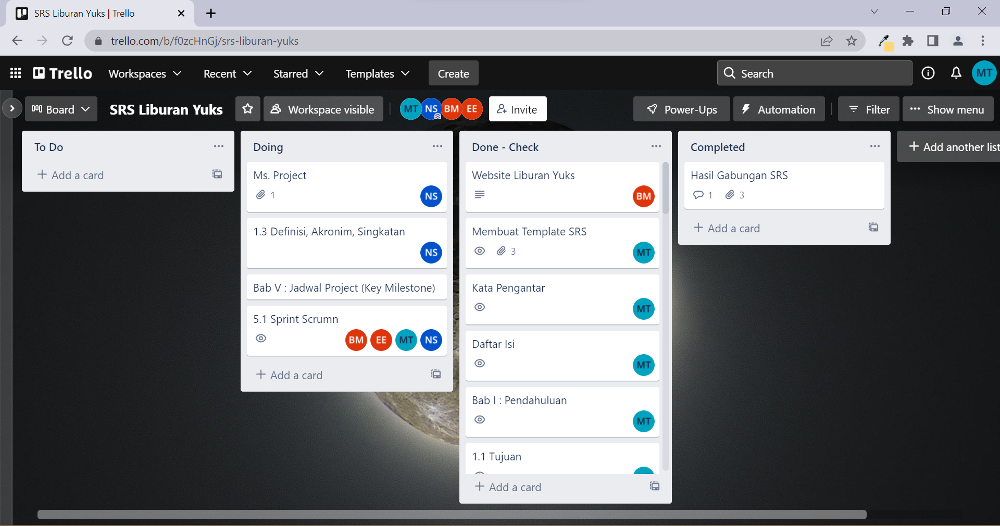 SRS Liburan Yuks | Trello
trello.com/b/f0zcHnGj/srs-liburan-yuks
Trello Workspaces Recent Starred Templates Create Search MT
Board SRS Liburan Yuks Workspace visible MT NS BM EE Invite Power-Ups Automation Filter Show menu
To Do
Add a card
Doing
Ms. Project
1 NS
1.3 Definisi, Akronim, Singkatan
NS
Bab V : Jadwal Project (Key Milestone)
5.1 Sprint Scrumn
BM EE MT NS
Add a card
Done - Check
Website Liburan Yuks
BM
Membuat Template SRS
3 MT
Kata Pengantar
MT
Daftar Isi
MT
Bab I : Pendahuluan
MT
1.1 Tujuan
Add a card
Completed
Hasil Gabungan SRS
1 3
Add a card
Add another list